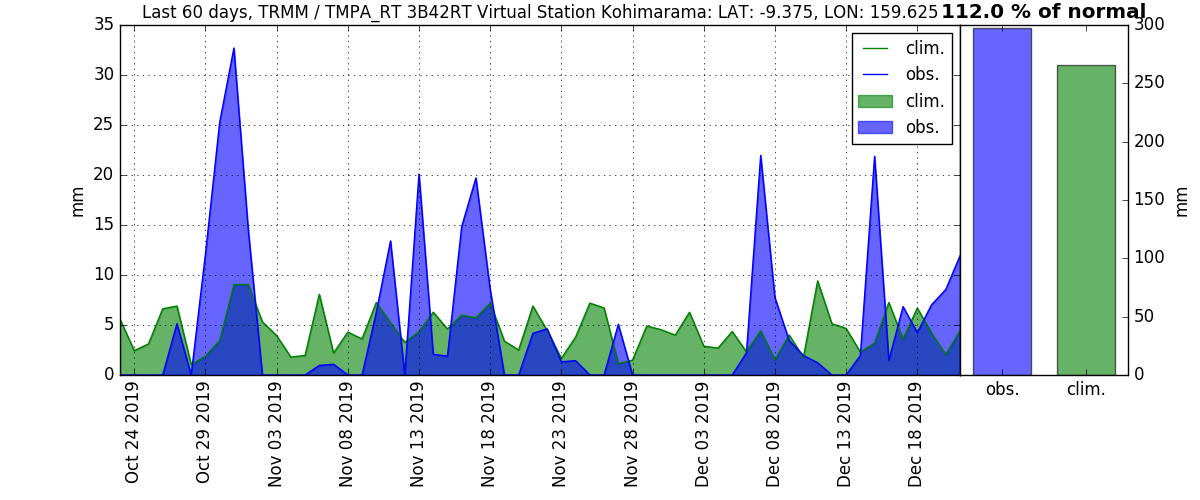 Last 60 days, TRMM / TMPA_RT 3B42RT Virtual Station Kohimarama: LAT: -9.375, LON: 159.625 112.0 % of normal
35
30
25
20
15
10
5
0
mm
clim.
obs.
clim.
obs.
300
250
200
150
100
50
0
mm
obs. clim.
Oct 24 2019
Oct 29 2019
Nov 03 2019
Nov 08 2019
Nov 13 2019
Nov 18 2019
Nov 23 2019
Nov 28 2019
Dec 03 2019
Dec 08 2019
Dec 13 2019
Dec 18 2019